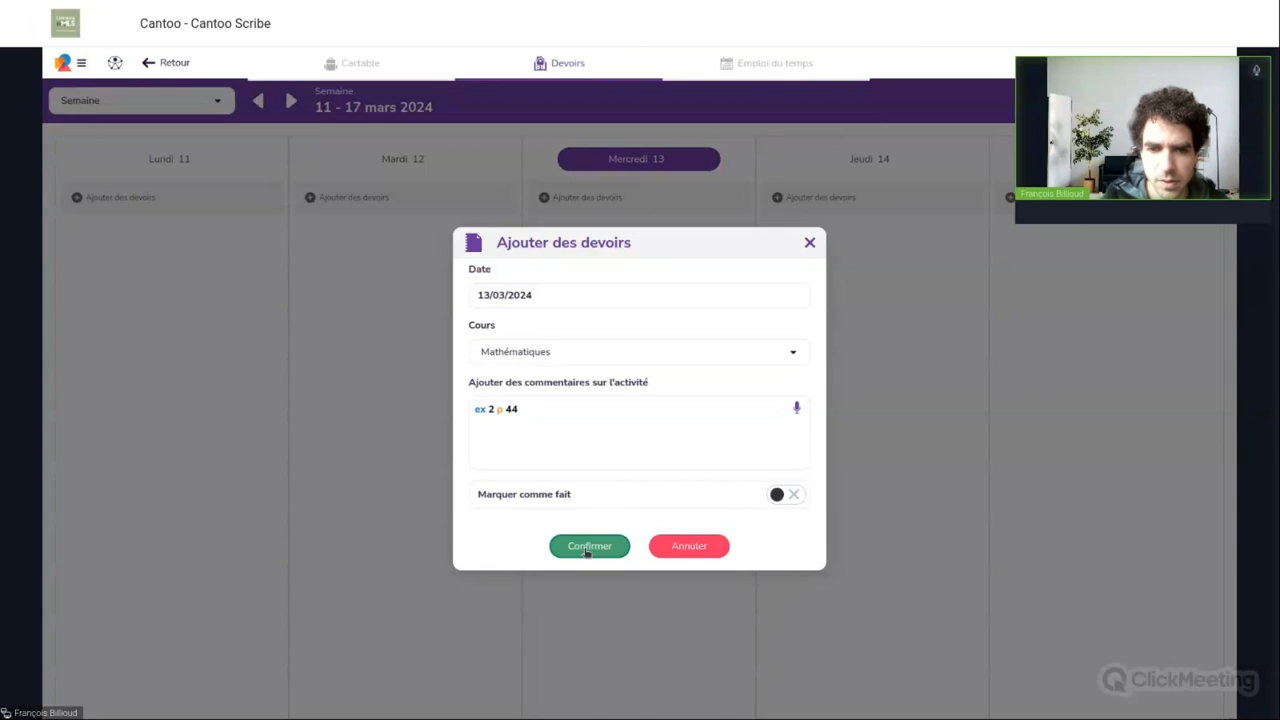 Cantoo - Cantoo Scribe
Retour
Cartable
Devoirs
Emploi du temps
Semaine
Semaine
11 - 17 mars 2024
Lundi 11
Mardi 12
Mercredi 13
Jeudi 14
Ajouter des devoirs
Ajouter des devoirs
Ajouter des devoirs
Ajouter des devoirs
François Billoud
Ajouter des devoirs
Date
13/03/2024
Cours
Mathématiques
Ajouter des commentaires sur l'activité
ex 2 p 44
Marquer comme fait
Confirmer
Annuler
ClickMeeting
François Billoud